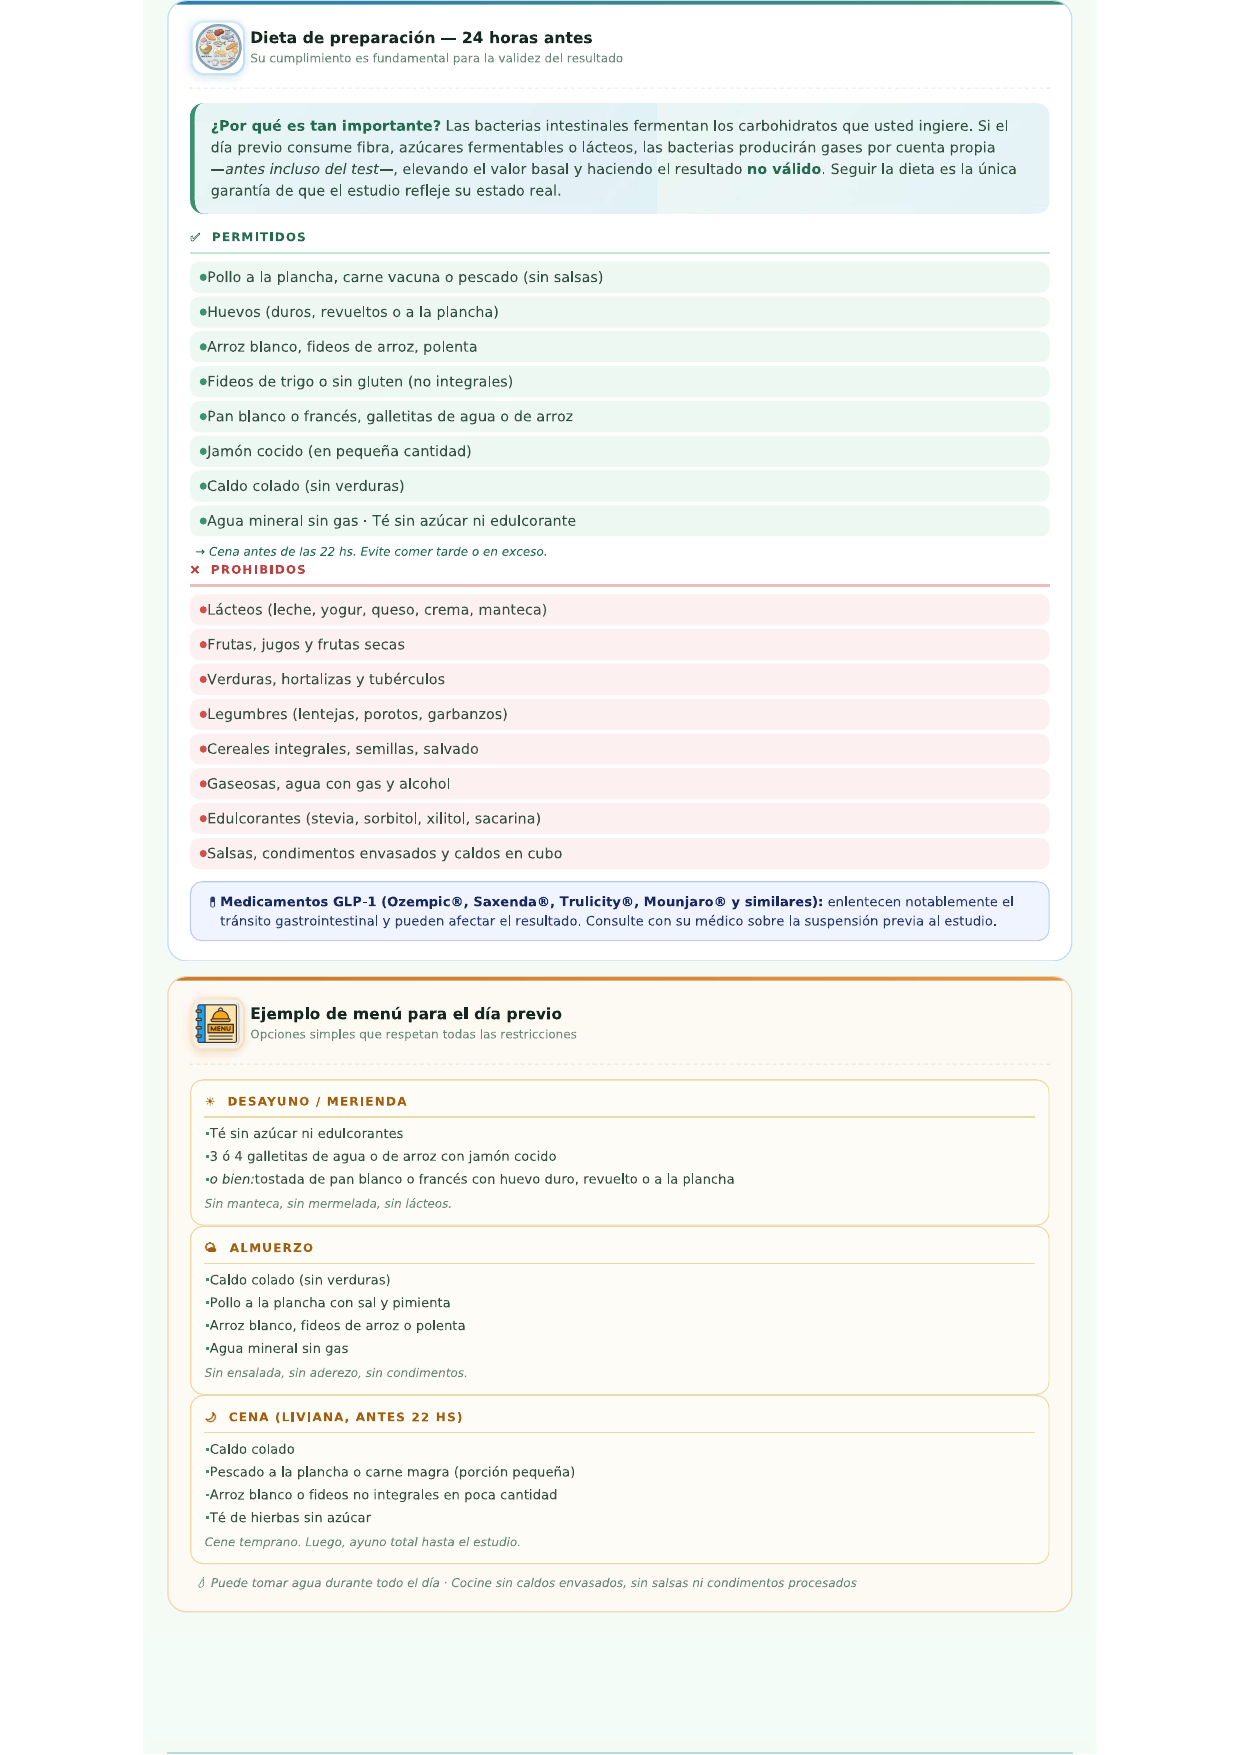 Dieta de preparación — 24 horas antes
Su cumplimiento es fundamental para la validez del resultado
¿Por qué es tan importante? Las bacterias intestinales fermentan los carbohidratos que usted ingiere. Si el
día previo consume fibra, azúcares fermentables o lácteos, las bacterias producirán gases por cuenta propia
—antes incluso del test—, elevando el valor basal y haciendo el resultado no válido. Seguir la dieta es la única
garantía de que el estudio refleje su estado real.
✅ PERMITIDOS
●Pollo a la plancha, carne vacuna o pescado (sin salsas)
●Huevos (duros, revueltos o a la plancha)
●Arroz blanco, fideos de arroz, polenta
●Fideos de trigo o sin gluten (no integrales)
●Pan blanco o francés, galletitas de agua o de arroz
●Jamón cocido (en pequeña cantidad)
●Caldo colado (sin verduras)
●Agua mineral sin gas · Té sin azúcar ni edulcorante
→ Cena antes de las 22 hs. Evite comer tarde o en exceso.
❌ PROHIBIDOS
●Lácteos (leche, yogur, queso, crema, manteca)
●Frutas, jugos y frutas secas
●Verduras, hortalizas y tubérculos
●Legumbres (lentejas, porotos, garbanzos)
●Cereales integrales, semillas, salvado
●Gaseosas, agua con gas y alcohol
●Edulcorantes (stevia, sorbitol, xilitol, sacarina)
●Salsas, condimentos envasados y caldos en cubo
Medicamentos GLP-1 (Ozempic®, Saxenda®, Trulicity®, Mounjaro® y similares): enlentecen notablemente el
tránsito gastrointestinal y pueden afectar el resultado. Consulte con su médico sobre la suspensión previa al estudio.
MENU
Ejemplo de menú para el día previo
Opciones simples que respetan todas las restricciones
☀ DESAYUNO / MERIENDA
·Té sin azúcar ni edulcorantes
·3 ó 4 galletitas de agua o de arroz con jamón cocido
·o bien:tostada de pan blanco o francés con huevo duro, revuelto o a la plancha
Sin manteca, sin mermelada, sin lácteos.
🌤 ALMUERZO
·Caldo colado (sin verduras)
·Pollo a la plancha con sal y pimienta
·Arroz blanco, fideos de arroz o polenta
·Agua mineral sin gas
Sin ensalada, sin aderezo, sin condimentos.
🌙 CENA (LIVIANA, ANTES 22 HS)
·Caldo colado
·Pescado a la plancha o carne magra (porción pequeña)
·Arroz blanco o fideos no integrales en poca cantidad
·Té de hierbas sin azúcar
Cene temprano. Luego, ayuno total hasta el estudio.
💧 Puede tomar agua durante todo el día · Cocine sin caldos envasados, sin salsas ni condimentos procesados